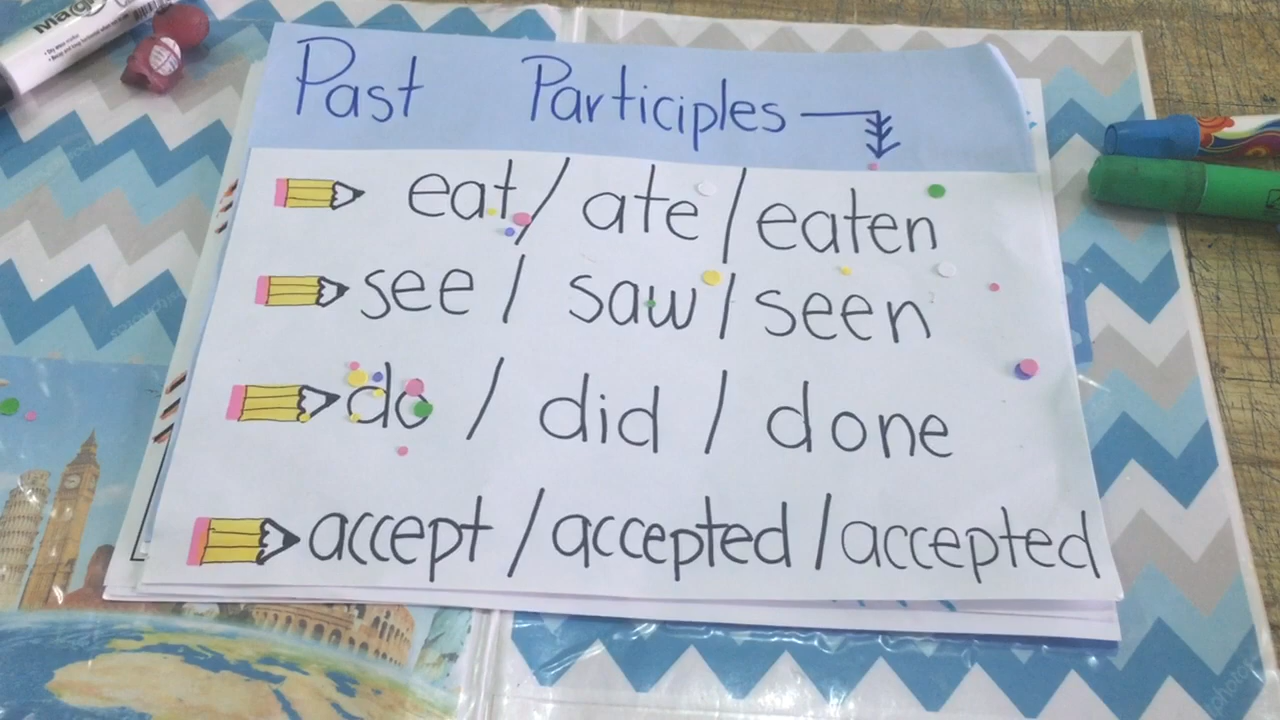 Past Participles
eat / ate / eaten
see / saw / seen
do / did / done
accept / accepted / accepted